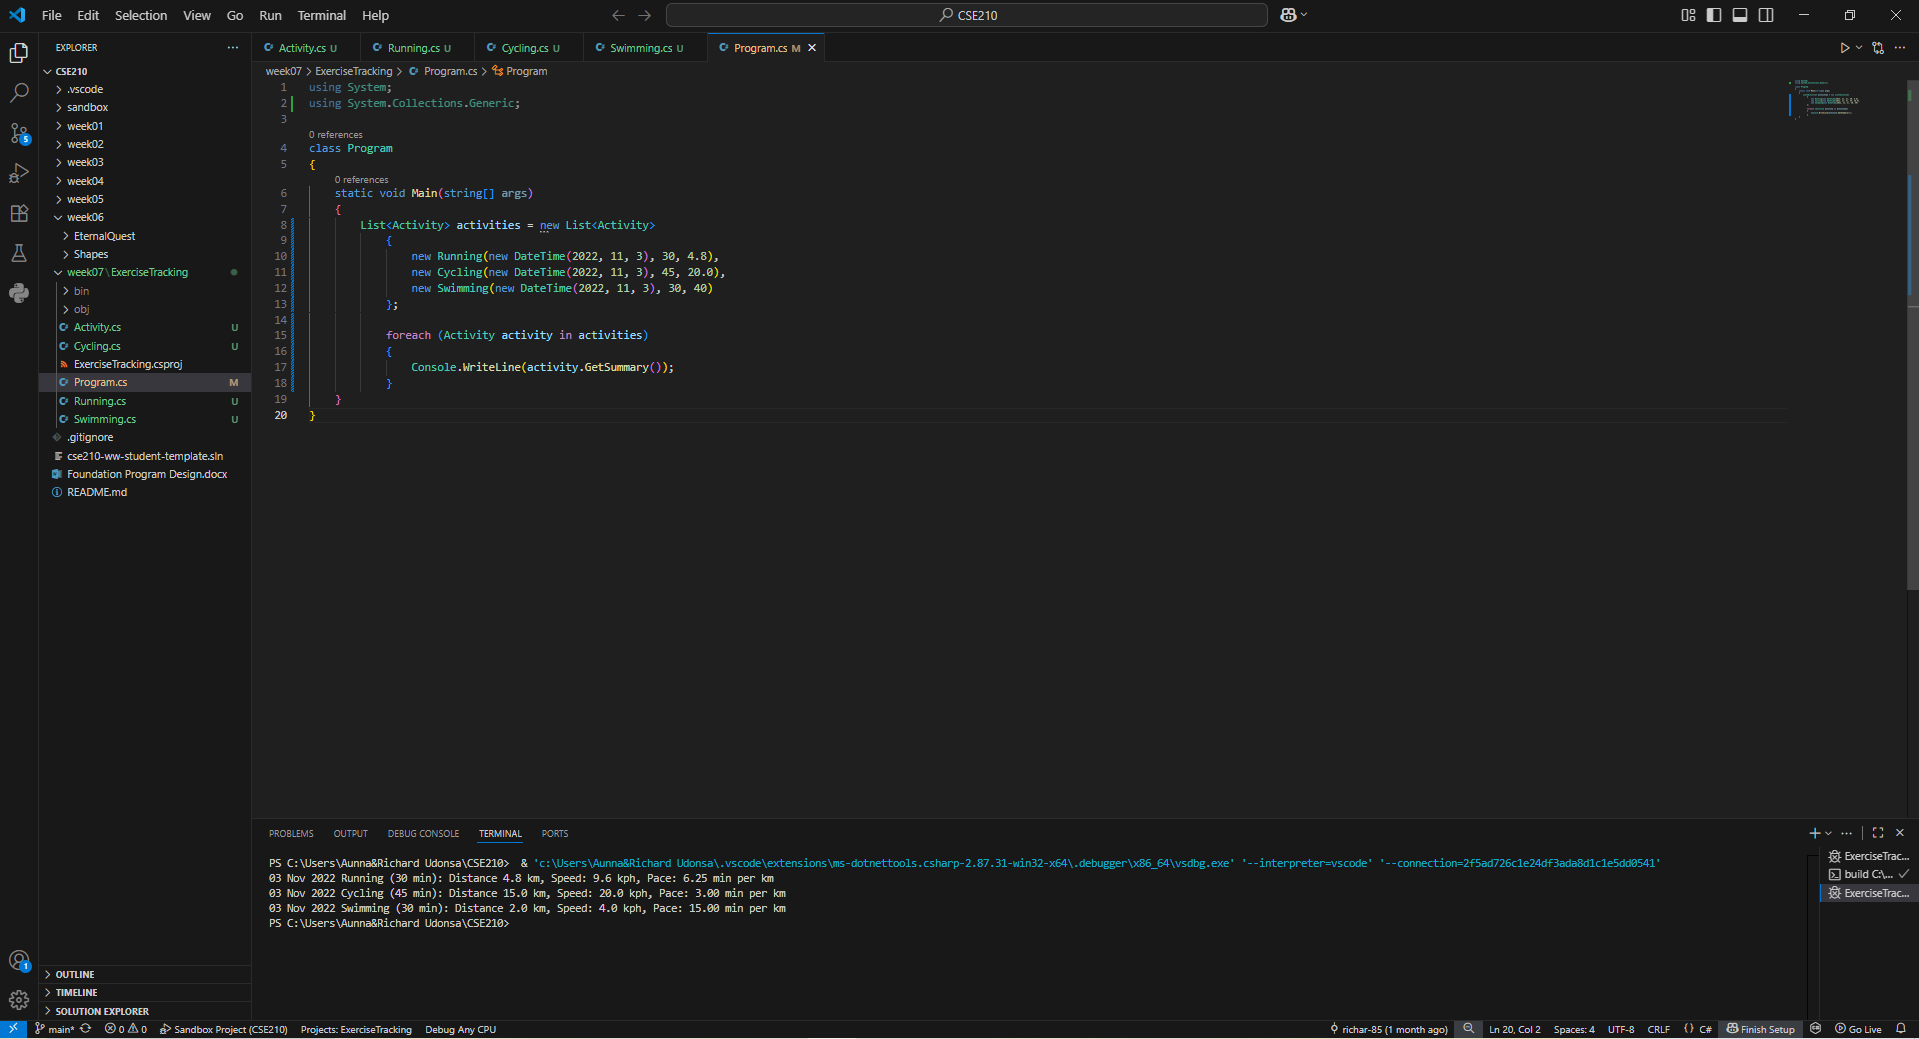 File Edit Selection View Go Run Terminal Help
CSE210
EXPLORER
CSE210
.vscode
sandbox
week01
week02
week03
week04
week05
week06
EternalQuest
Shapes
week07\ExerciseTracking
bin
obj
Activity.cs U
Cycling.cs U
ExerciseTracking.csproj
Program.cs M
Running.cs U
Swimming.cs U
.gitignore
cse210-ww-student-template.sln
Foundation Program Design.docx
README.md
OUTLINE
TIMELINE
SOLUTION EXPLORER
5
1
Activity.cs U Running.cs U Cycling.cs U Swimming.cs U Program.cs M
week07 > ExerciseTracking > Program.cs > Program
1 using System;
2 using System.Collections.Generic;
3
0 references
4 class Program
5 {
0 references
6 static void Main(string[] args)
7 {
8 List<Activity> activities = new List<Activity>
9 {
10 new Running(new DateTime(2022, 11, 3), 30, 4.8),
11 new Cycling(new DateTime(2022, 11, 3), 45, 20.0),
12 new Swimming(new DateTime(2022, 11, 3), 30, 40)
13 };
14
15 foreach (Activity activity in activities)
16 {
17 Console.WriteLine(activity.GetSummary());
18 }
19 }
20 }
PROBLEMS OUTPUT DEBUG CONSOLE TERMINAL PORTS
PS C:\Users\Aunna&Richard Udonsa\CSE210> & 'c:\Users\Aunna&Richard Udonsa\.vscode\extensions\ms-dotnettools.csharp-2.87.31-win32-x64\.debugger\x86_64\vsdbg.exe' '--interpreter=vscode' '--connection=2f5ad726c1e24df3ada8d1c1e5dd0541'
03 Nov 2022 Running (30 min): Distance 4.8 km, Speed: 9.6 kph, Pace: 6.25 min per km
03 Nov 2022 Cycling (45 min): Distance 15.0 km, Speed: 20.0 kph, Pace: 3.00 min per km
03 Nov 2022 Swimming (30 min): Distance 2.0 km, Speed: 4.0 kph, Pace: 15.00 min per km
PS C:\Users\Aunna&Richard Udonsa\CSE210>
ExerciseTrac...
build C:\...
ExerciseTrac...
main* 0 0 Sandbox Project (CSE210) Projects: ExerciseTracking Debug Any CPU richar-85 (1 month ago) Ln 20, Col 2 Spaces: 4 UTF-8 CRLF {} C# Finish Setup Go Live